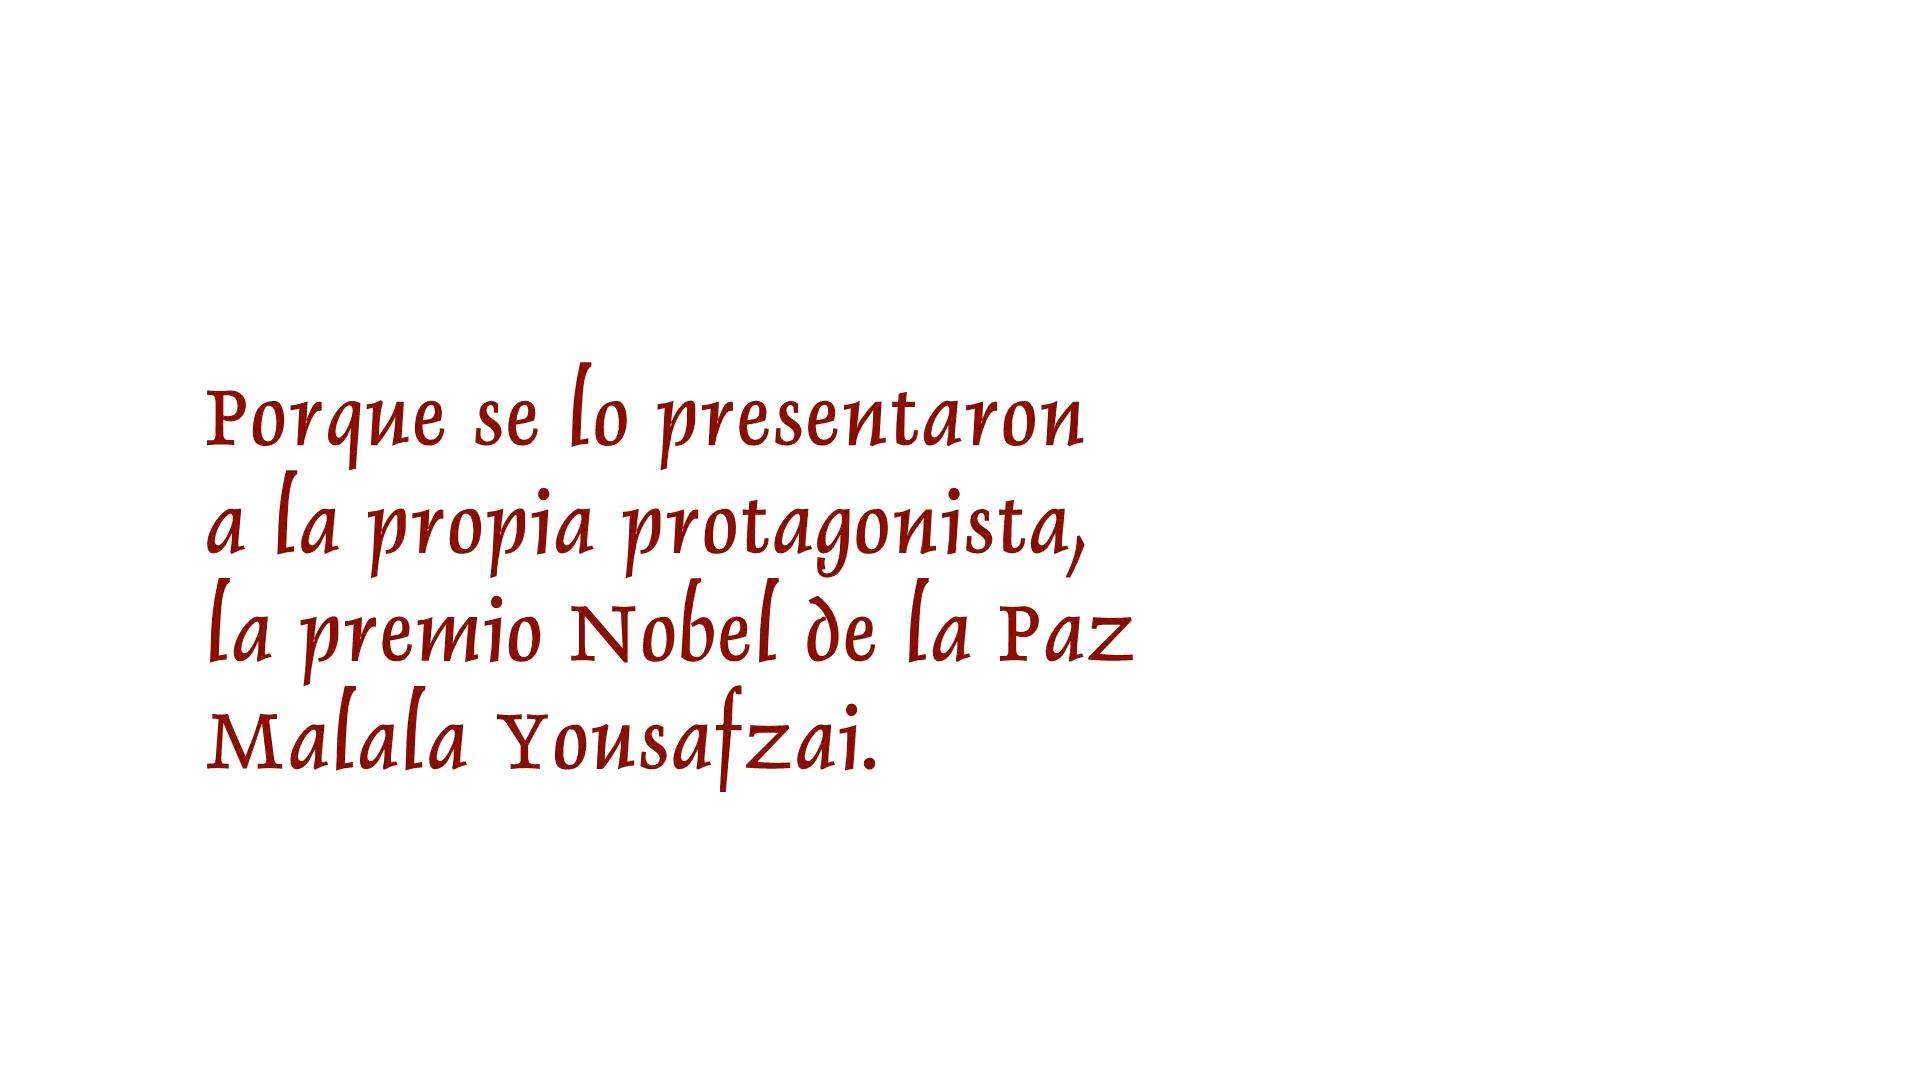 Porque se lo presentaron
a la propia protagonista,
la premio Nobel de la Paz
Malala Yousafzai.